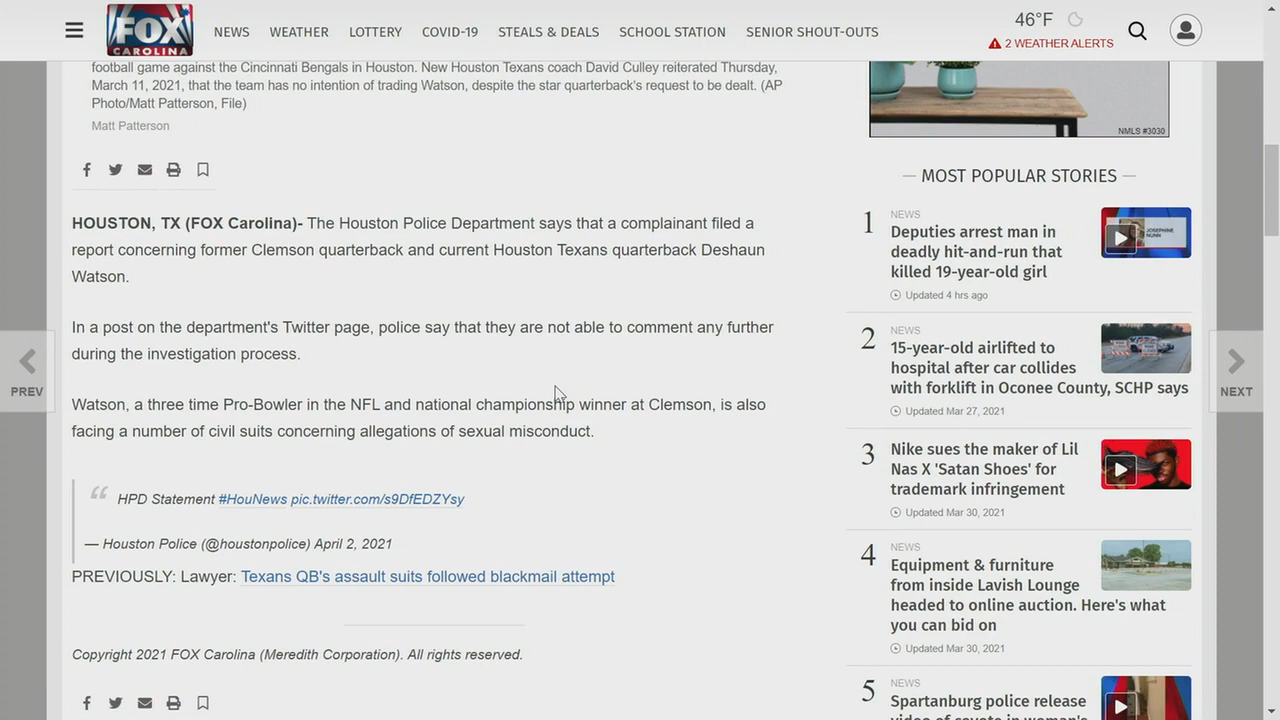 FOX
CAROLINA
NEWS
WEATHER
LOTTERY
COVID-19
STEALS & DEALS
SCHOOL STATION
SENIOR SHOUT-OUTS
46°F
2 WEATHER ALERTS
football game against the Cincinnati Bengals in Houston. New Houston Texans coach David Culley reiterated Thursday,
March 11, 2021, that the team has no intention of trading Watson, despite the star quarterback's request to be dealt. (AP
Photo/Matt Patterson, File)
Matt Patterson
HOUSTON, TX (FOX Carolina)- The Houston Police Department says that a complainant filed a
report concerning former Clemson quarterback and current Houston Texans quarterback Deshaun
Watson.
In a post on the department's Twitter page, police say that they are not able to comment any further
during the investigation process.
Watson, a three time Pro-Bowler in the NFL and national championship winner at Clemson, is also
facing a number of civil suits concerning allegations of sexual misconduct.
“ HPD Statement #HouNews pic.twitter.com/s9DfEDZYsy
— Houston Police (@houstonpolice) April 2, 2021
PREVIOUSLY: Lawyer: Texans QB's assault suits followed blackmail attempt
Copyright 2021 FOX Carolina (Meredith Corporation). All rights reserved.
PREV
NEXT
NMLS #3030
MOST POPULAR STORIES
1
NEWS
Deputies arrest man in
deadly hit-and-run that
killed 19-year-old girl
Updated 4 hrs ago
JOSEPHINE
NUNN
2
NEWS
15-year-old airlifted to
hospital after car collides
with forklift in Oconee County, SCHP says
Updated Mar 27, 2021
3
NEWS
Nike sues the maker of Lil
Nas X 'Satan Shoes' for
trademark infringement
Updated Mar 30, 2021
4
NEWS
Equipment & furniture
from inside Lavish Lounge
headed to online auction. Here's what
you can bid on
Updated Mar 30, 2021
5
NEWS
Spartanburg police release
video of coyote in woman's